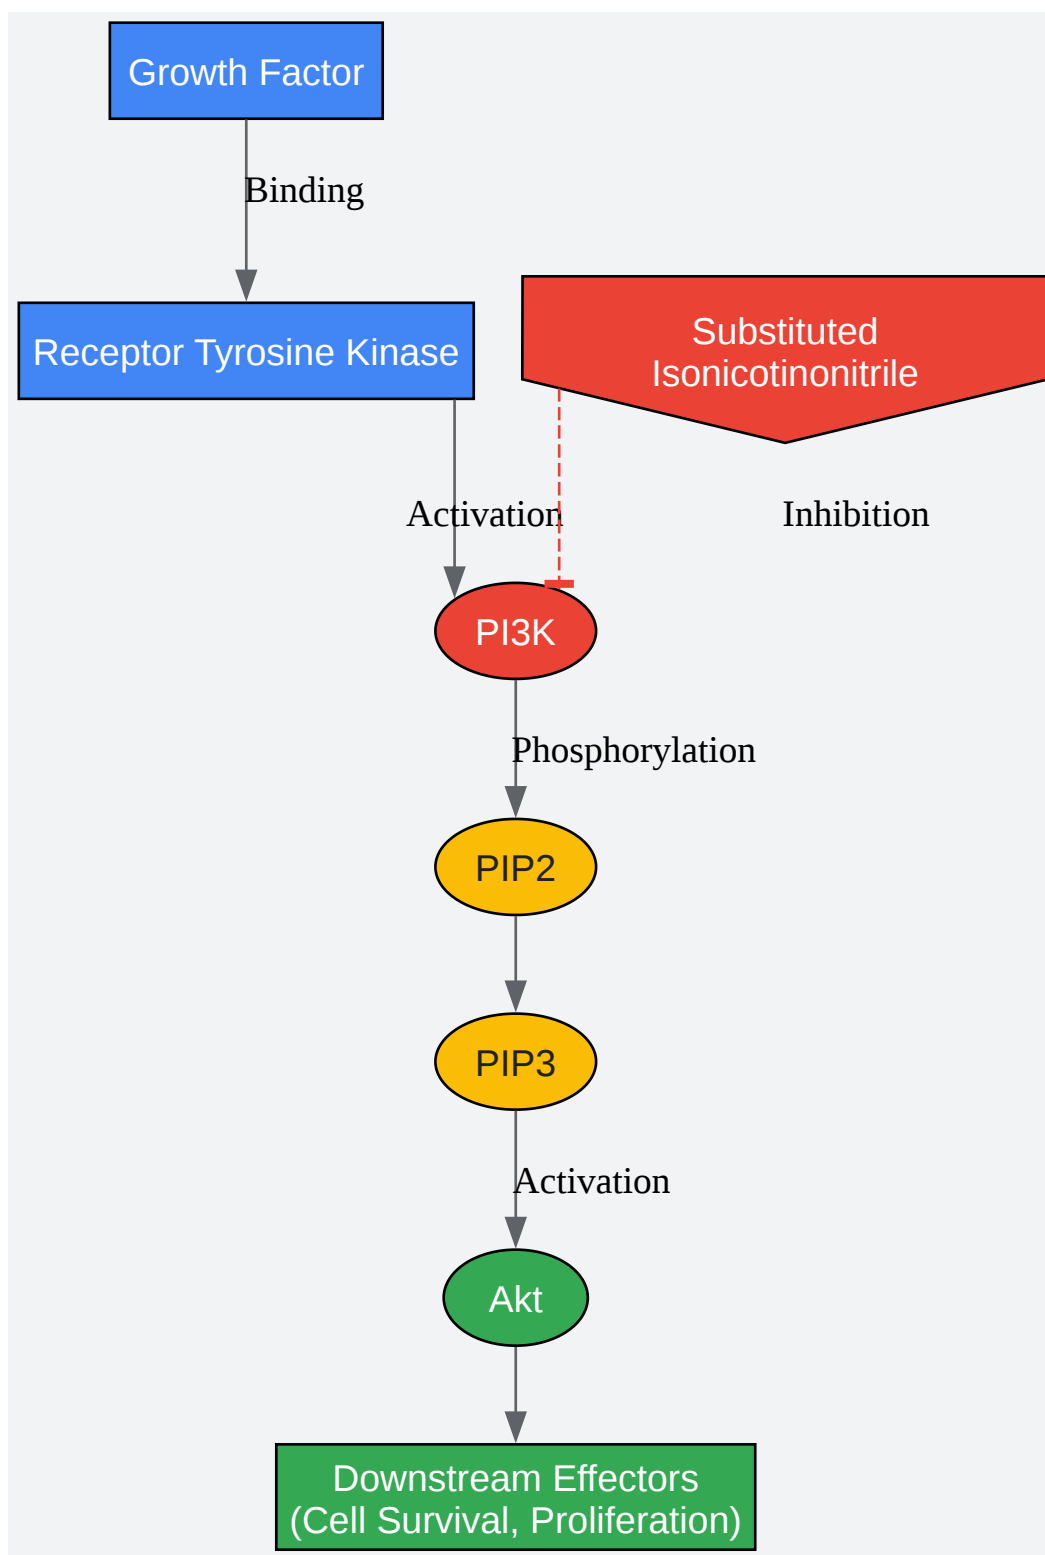 Growth Factor
Binding
Receptor Tyrosine Kinase
Substituted
Isonicotinonitrile
Activation
Inhibition
PI3K
Phosphorylation
PIP2
PIP3
Activation
Akt
Downstream Effectors
(Cell Survival, Proliferation)